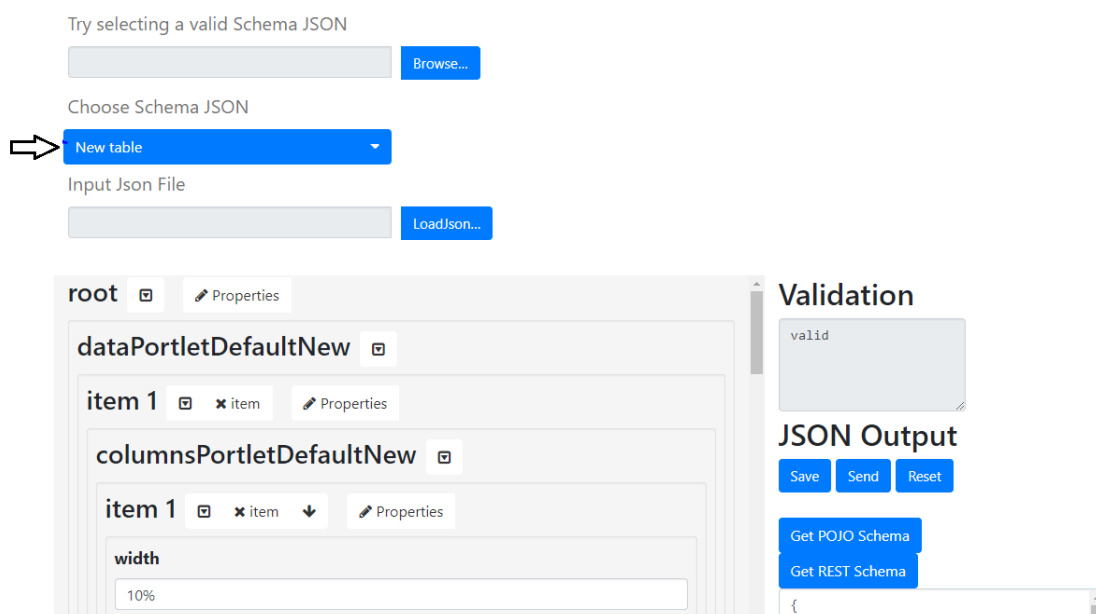 Try selecting a valid Schema JSON
Browse...
Choose Schema JSON
New table
Input Json File
LoadJson...
root Properties
dataPortletDefaultNew
item 1 item Properties
columnsPortletDefaultNew
item 1 item Properties
width
10%
Validation
valid
JSON Output
Save Send Reset
Get POJO Schema
Get REST Schema
{